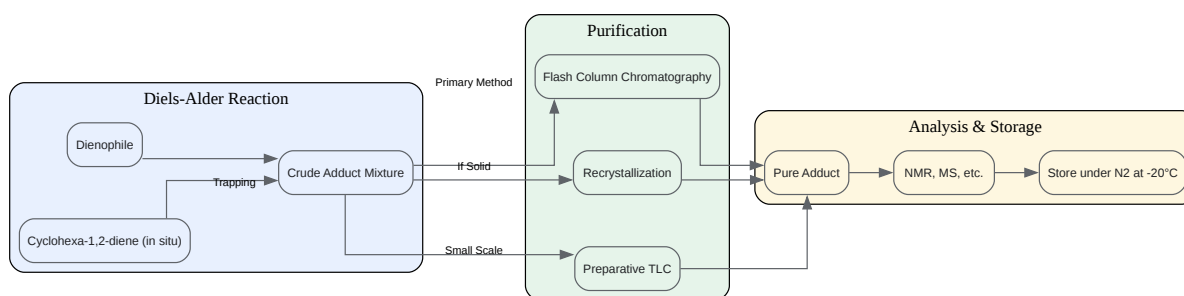 Purification
Flash Column Chromatography
Primary Method
Diels-Alder Reaction
Analysis & Storage
Dienophile
If Solid
Crude Adduct Mixture
Recrystallization
Pure Adduct
NMR, MS, etc.
Store under N2 at -20°C
Trapping
Cyclohexa-1,2-diene (in situ)
Small Scale
Preparative TLC